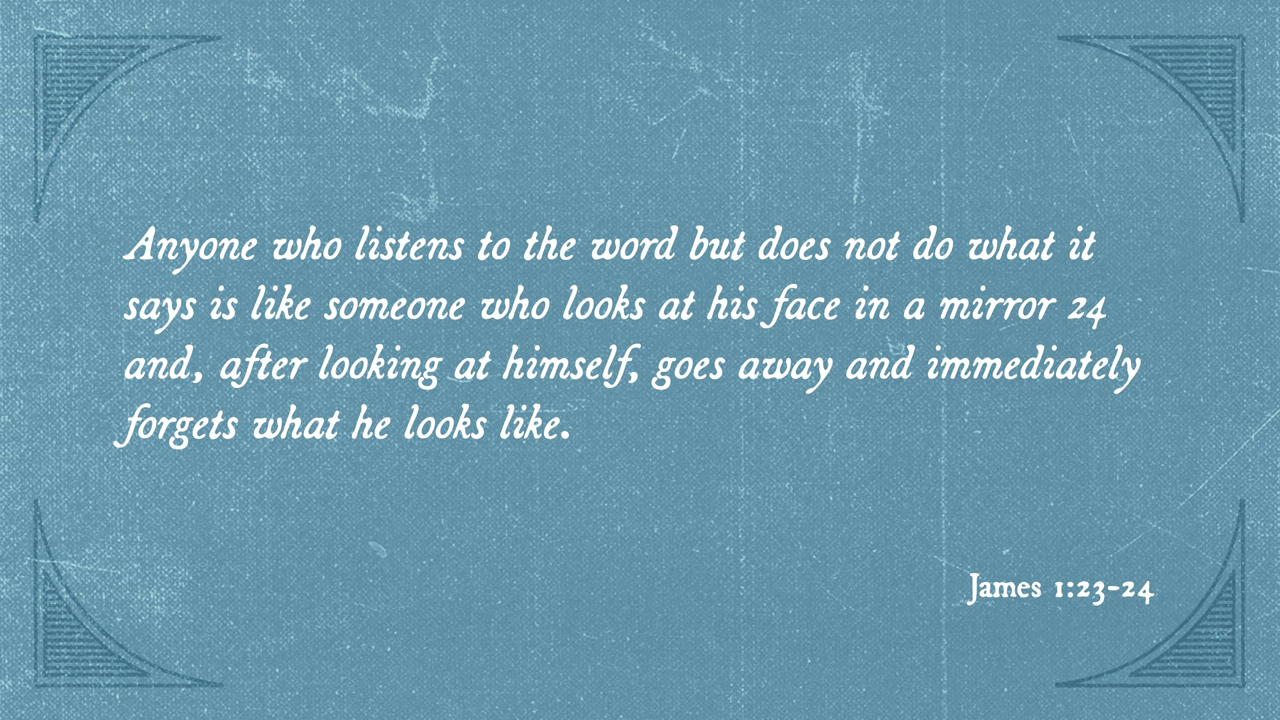 Anyone who listens to the word but does not do what it
says is like someone who looks at his face in a mirror 24
and, after looking at himself, goes away and immediately
forgets what he looks like.
James 1:23-24